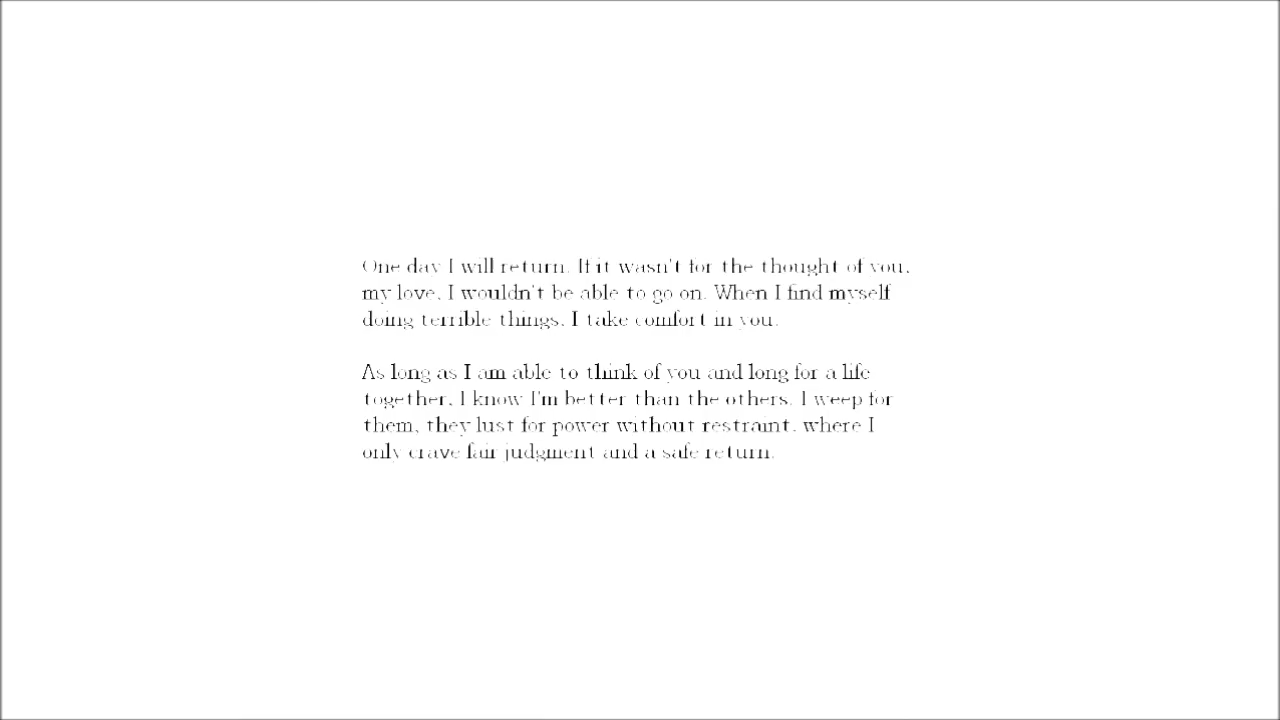 One day I will return. If it wasn't for the thought of you,
my love, I wouldn't be able to go on. When I find myself
doing terrible things, I take comfort in you.
As long as I am able to think of you and long for a life
together, I know I'm better than the others. I weep for
them, they lust for power without restraint, where I
only crave fair judgment and a safe return.